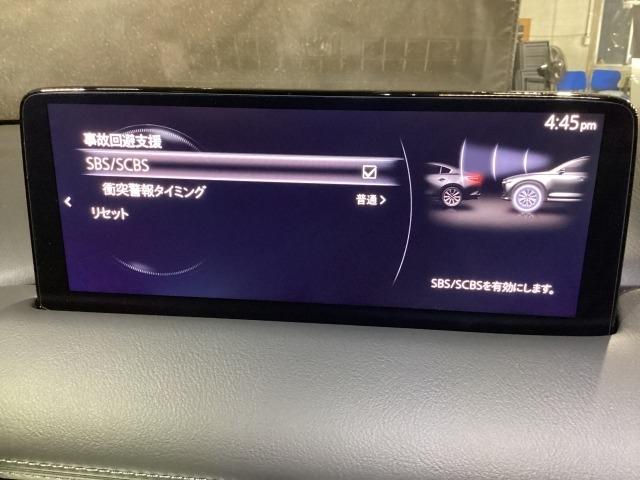 4:45pm
事故回避支援
SBS/SCBS
衝突警報タイミング
普通
リセット
SBS/SCBSを有効にします。